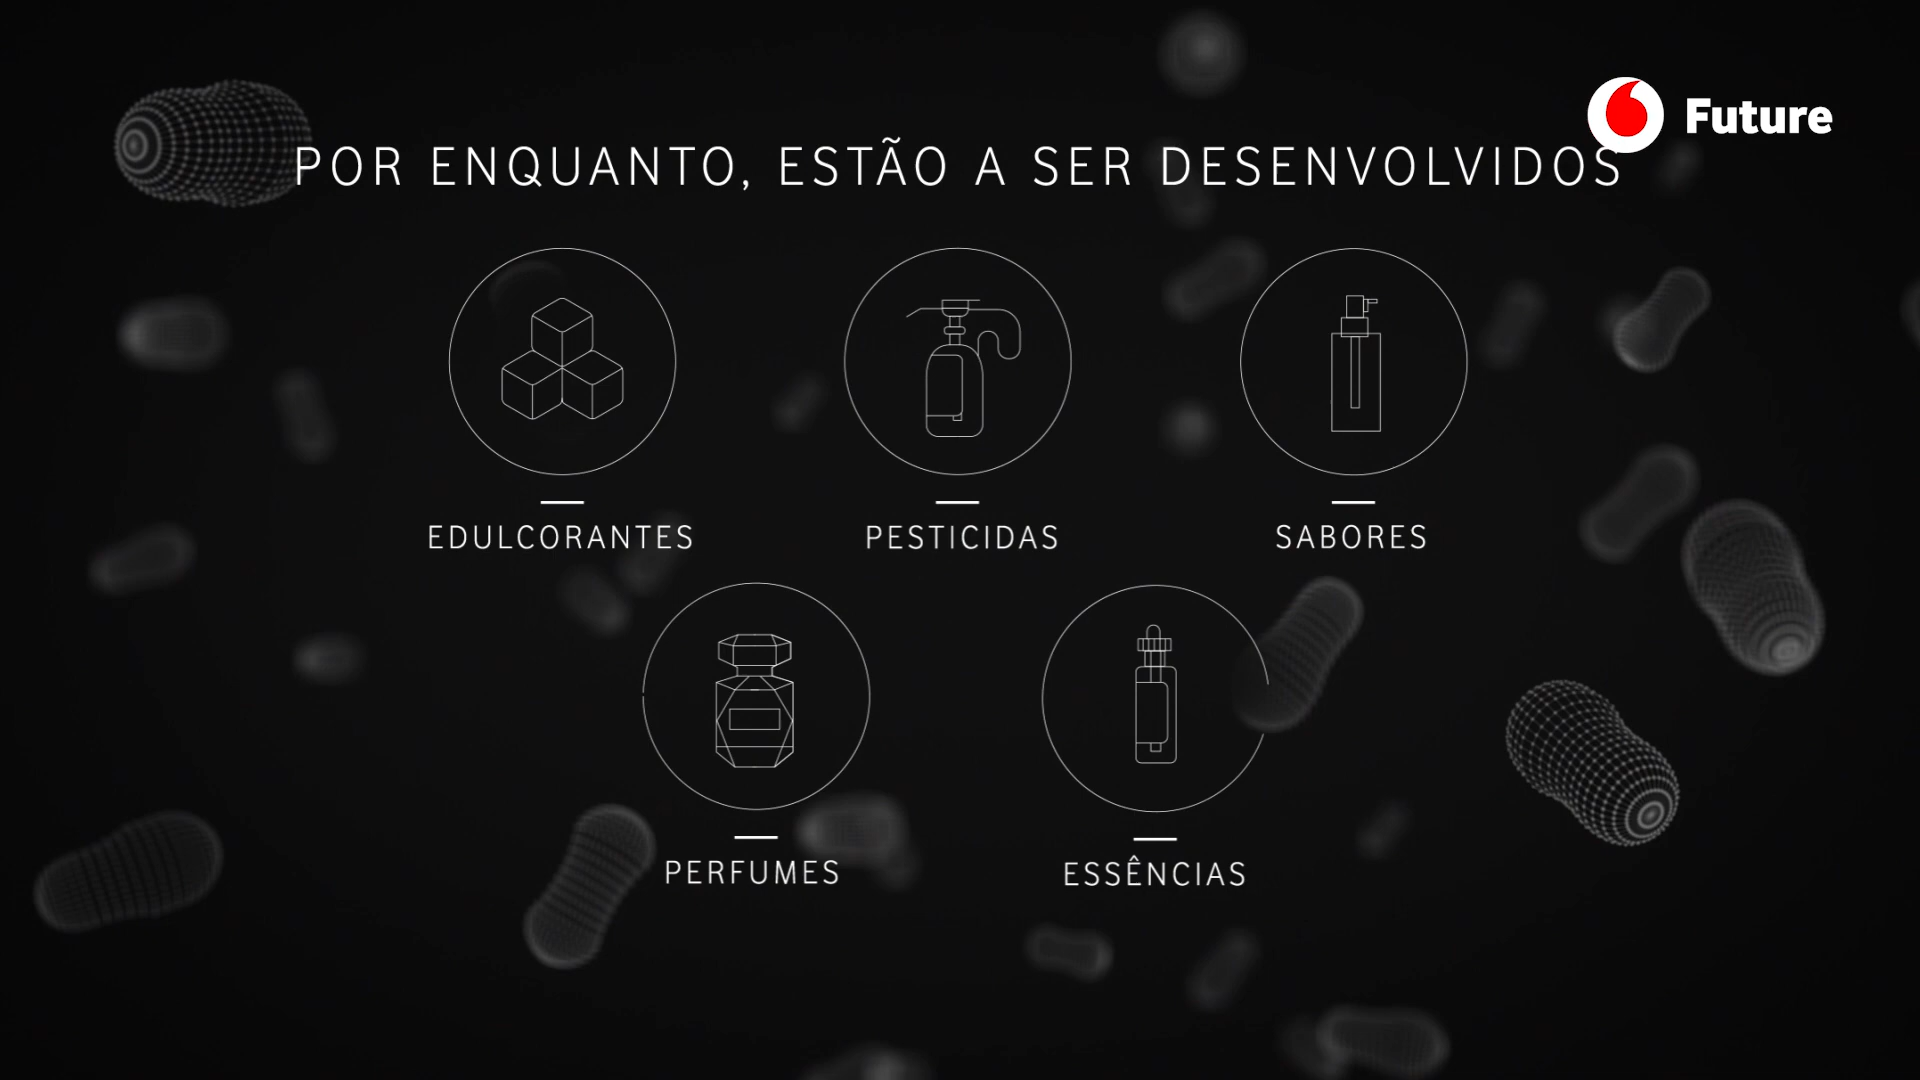 Future
POR ENQUANTO, ESTÃO A SER DESENVOLVIDOS
EDULCORANTES
PESTICIDAS
SABORES
PERFUMES
ESSÊNCIAS